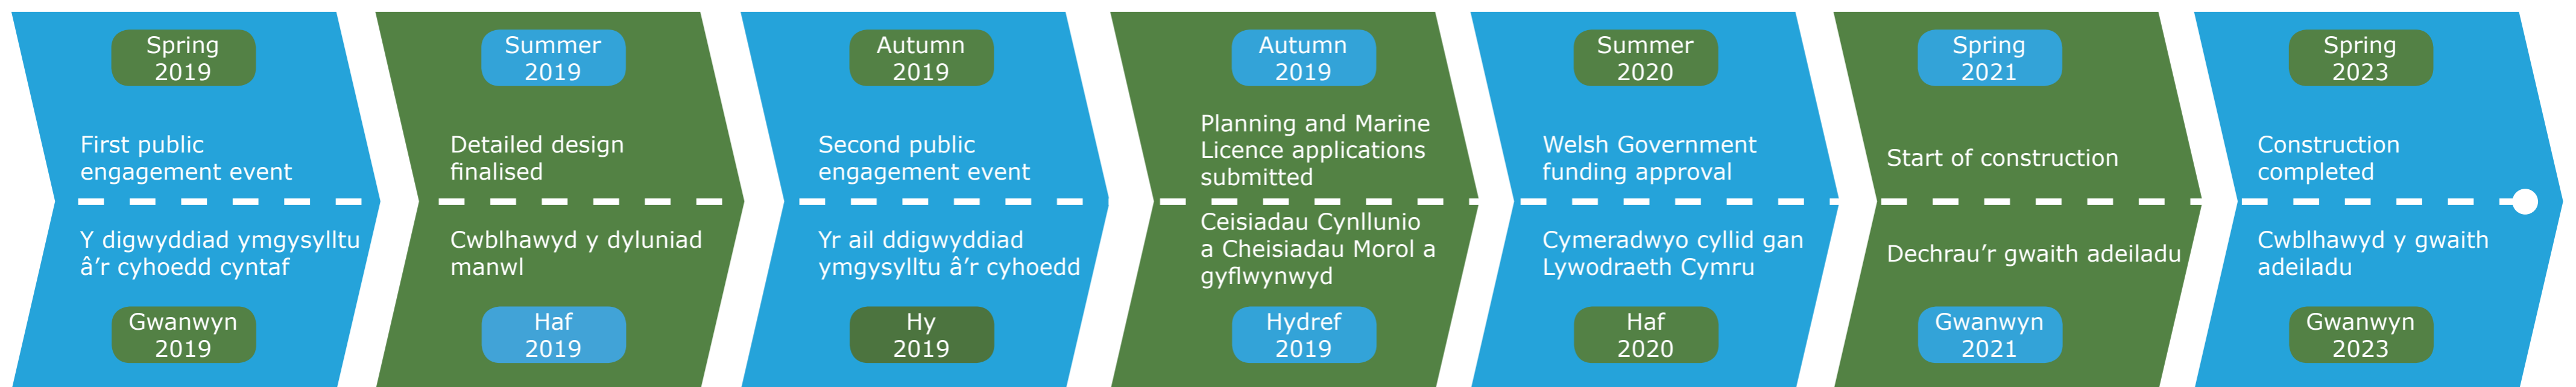 Spring
2019
First public
engagement event
Y digwyddiad ymgysylltu
â'r cyhoedd cyntaf
Gwanwyn
2019
Summer
2019
Detailed design
finalised
Cwblhawyd y dyluniad
manwl
Haf
2019
Autumn
2019
Second public
engagement event
Yr ail ddigwyddiad
ymgysylltu â'r cyhoedd
Hy
2019
Autumn
2019
Planning and Marine
Licence applications
submitted
Ceisiadau Cynllunio
a Cheisiadau Morol a
gyflwynwyd
Hydref
2019
Summer
2020
Welsh Government
funding approval
Cymeradwyo cyllid gan
Lywodraeth Cymru
Haf
2020
Spring
2021
Start of construction
Dechrau'r gwaith adeiladu
Gwanwyn
2021
Spring
2023
Construction
completed
Cwblhawyd y gwaith
adeiladu
Gwanwyn
2023